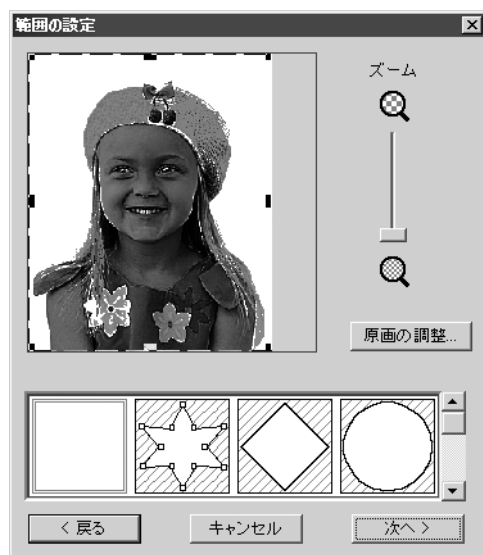 範囲の設定
ズーム
原画の調整...
< 戻る
キャンセル
次へ >